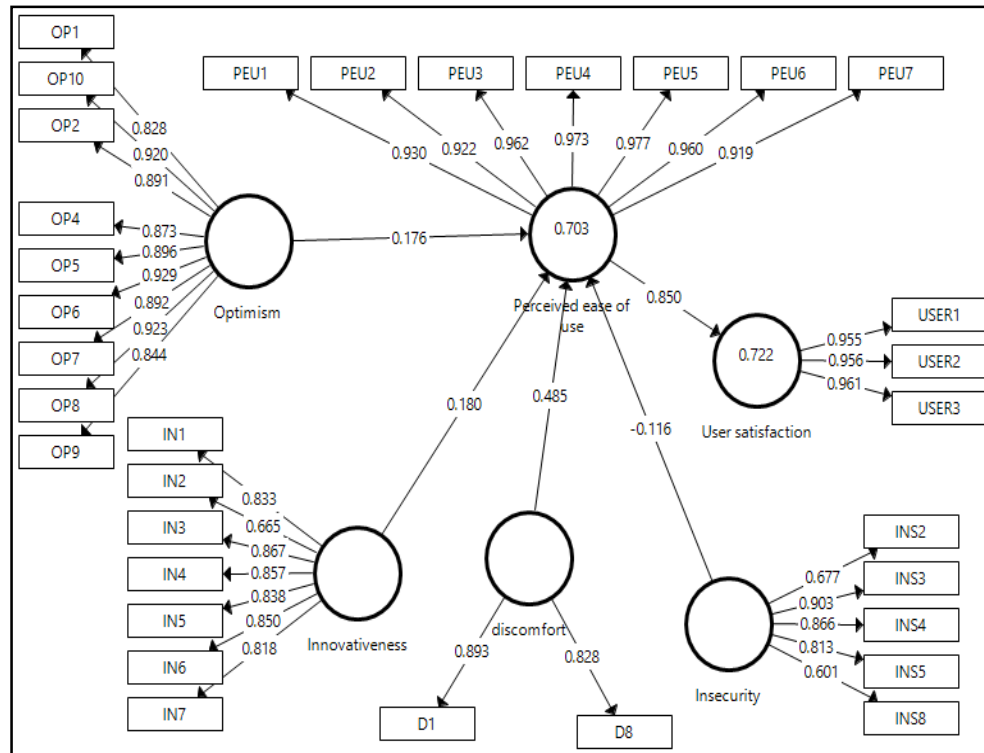 OP1
OP10
OP2
OP4
OP5
OP6
OP7
OP8
OP9
0.828
0.920
0.891
0.873
0.896
0.929
0.892
0.923
0.844
Optimism
PEU1
PEU2
PEU3
PEU4
PEU5
PEU6
PEU7
0.930
0.922
0.962
0.973
0.977
0.960
0.919
0.703
Perceived ease of
use
0.176
0.850
0.722
User satisfaction
0.955
0.956
0.961
USER1
USER2
USER3
0.180
0.485
-0.116
IN1
IN2
IN3
IN4
IN5
IN6
IN7
0.833
0.665
0.867
0.857
0.838
0.850
0.818
Innovativeness
discomfort
0.893
0.828
D1
D8
Insecurity
0.677
0.903
0.866
0.813
0.601
INS2
INS3
INS4
INS5
INS8